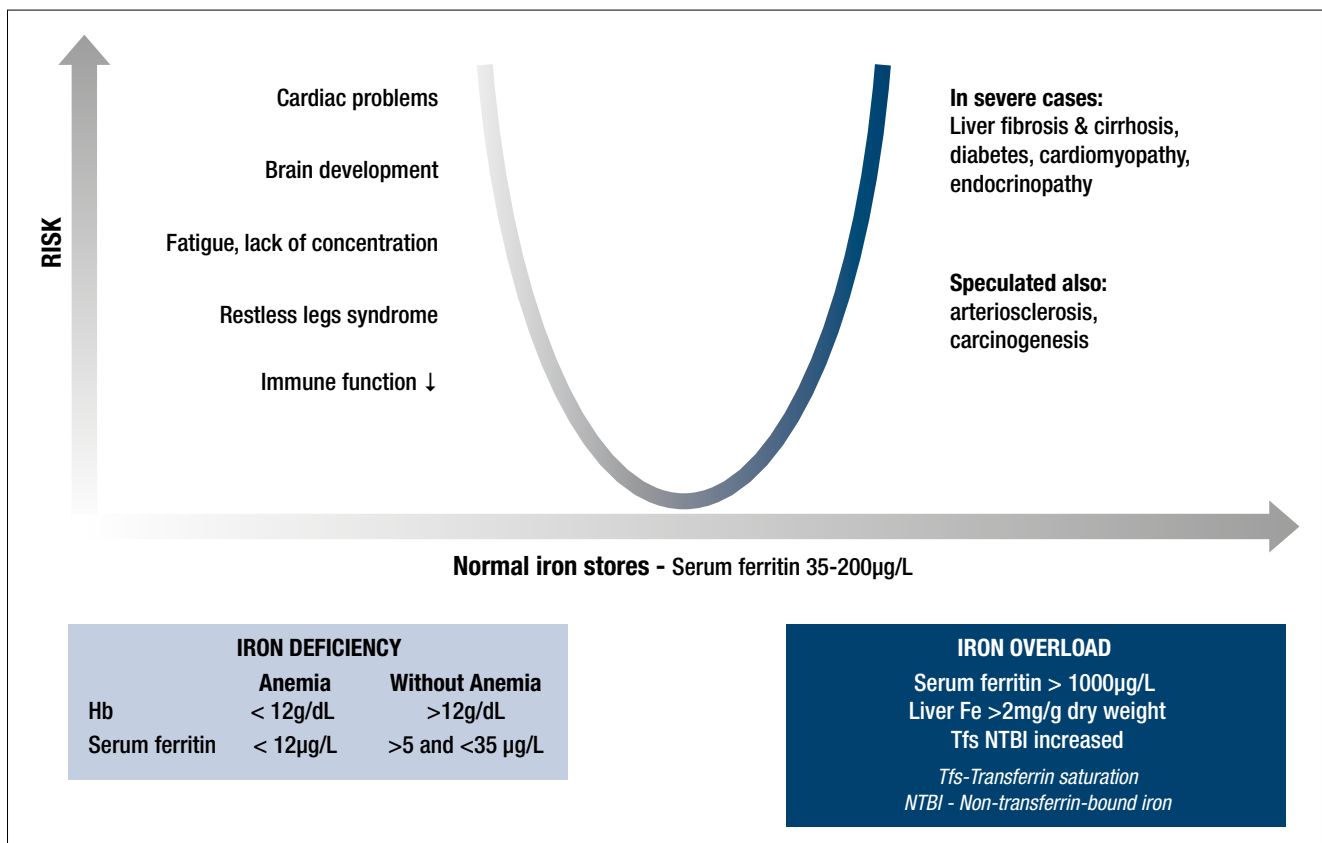 Cardiac problems
Brain development
Fatigue, lack of concentration
Restless legs syndrome
Immune function ↓
RISK
In severe cases:
Liver fibrosis & cirrhosis,
diabetes, cardiomyopathy,
endocrinopathy
Speculated also:
arteriosclerosis,
carcinogenesis
Normal iron stores - Serum ferritin 35-200µg/L
IRON DEFICIENCY
Anemia Without Anemia
Hb < 12g/dL >12g/dL
Serum ferritin < 12µg/L >5 and <35 µg/L
IRON OVERLOAD
Serum ferritin > 1000µg/L
Liver Fe >2mg/g dry weight
Tfs NTBI increased
Tfs-Transferrin saturation
NTBI - Non-transferrin-bound iron